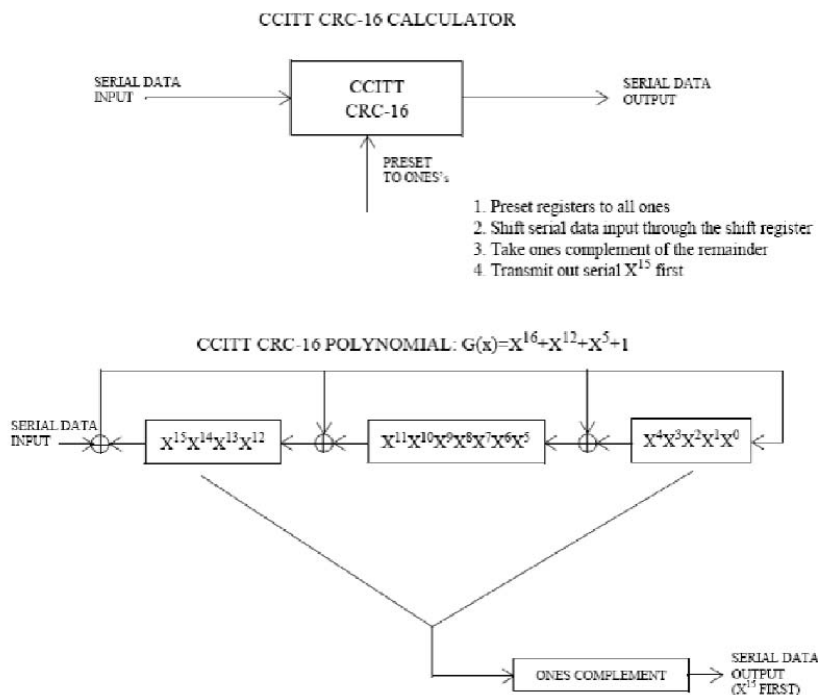 CCITT CRC-16 CALCULATOR
SERIAL DATA
INPUT
CCITT
CRC-16
SERIAL DATA
OUTPUT
PRESET
TO ONES's
1. Preset registers to all ones
2. Shift serial data input through the shift register
3. Take ones complement of the remainder
4. Transmit out serial X¹⁵ first
CCITT CRC-16 POLYNOMIAL: G(x)=X¹⁶+X¹²+X⁵+1
SERIAL DATA
INPUT
X¹⁵X¹⁴X¹³X¹²
X¹¹X¹⁰X⁹X⁸X⁷X⁶X⁵
X⁴X³X²X¹X⁰
ONES COMPLEMENT
SERIAL DATA
OUTPUT
(X¹⁵ FIRST)